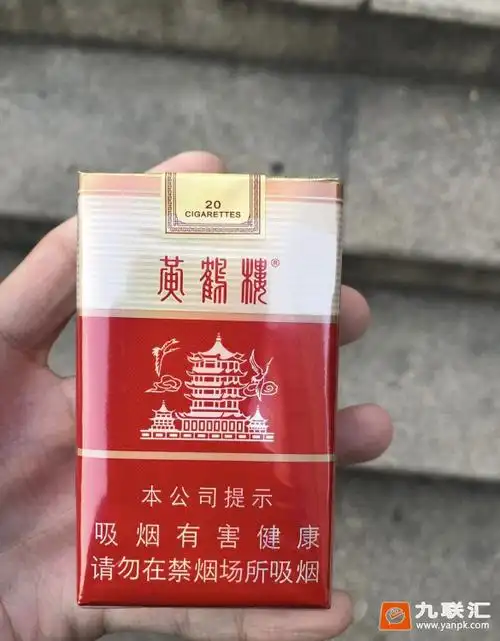 20
CIGARETTES
黄鹤楼®
本公司提示
吸烟有害健康
请勿在禁烟场所吸烟
九联汇
www.yanpk.com